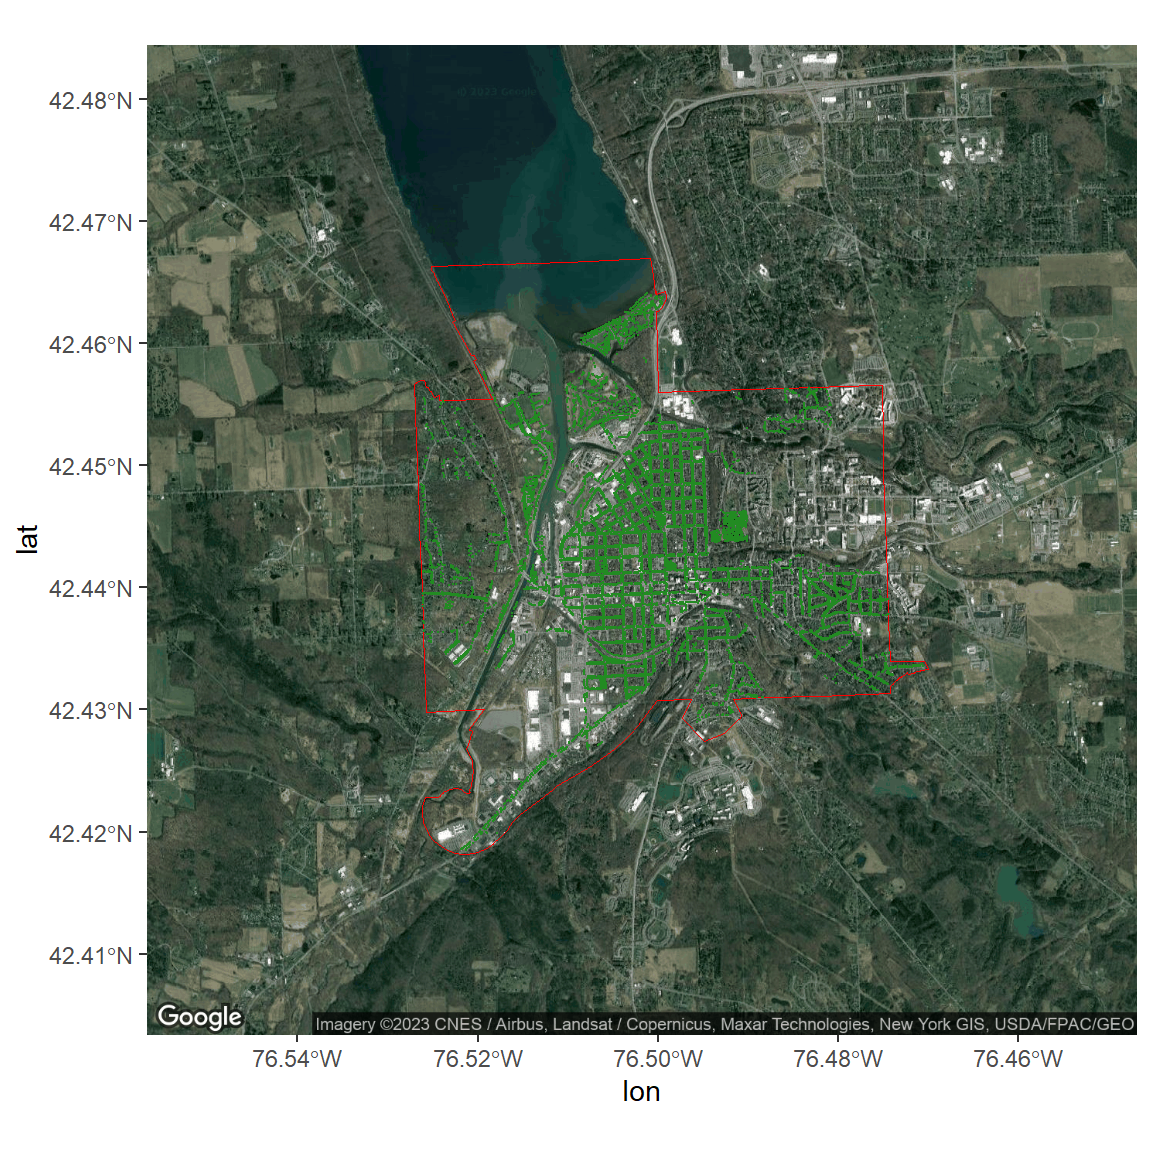 © 2023 Google
42.48°N
42.47°N
42.46°N
42.45°N
42.44°N
42.43°N
42.42°N
42.41°N
lat
Google
Imagery ©2023 CNES / Airbus, Landsat / Copernicus, Maxar Technologies, New York GIS, USDA/FPAC/GEO
76.54°W 76.52°W 76.50°W 76.48°W 76.46°W
lon